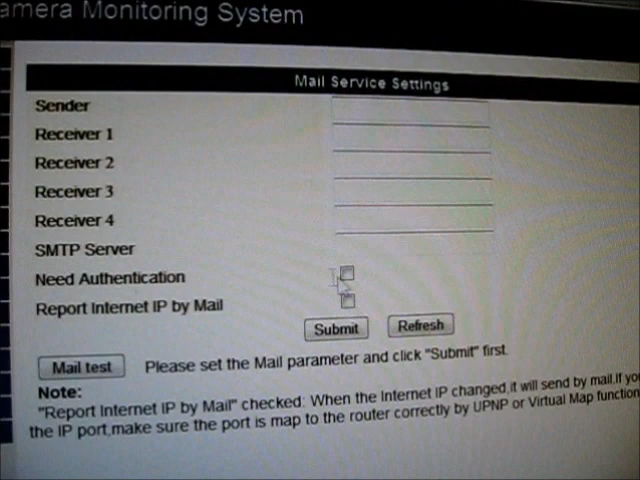 amera Monitoring System
Mail Service Settings
Sender
Receiver 1
Receiver 2
Receiver 3
Receiver 4
SMTP Server
Need Authentication
Report Internet IP by Mail
Submit Refresh
Mail test Please set the Mail parameter and click "Submit" first.
Note:
"Report Internet IP by Mail" checked: When the Internet IP changed,it will send by mail.If yo
the IP port,make sure the port is map to the router correctly by UPNP or Virtual Map function